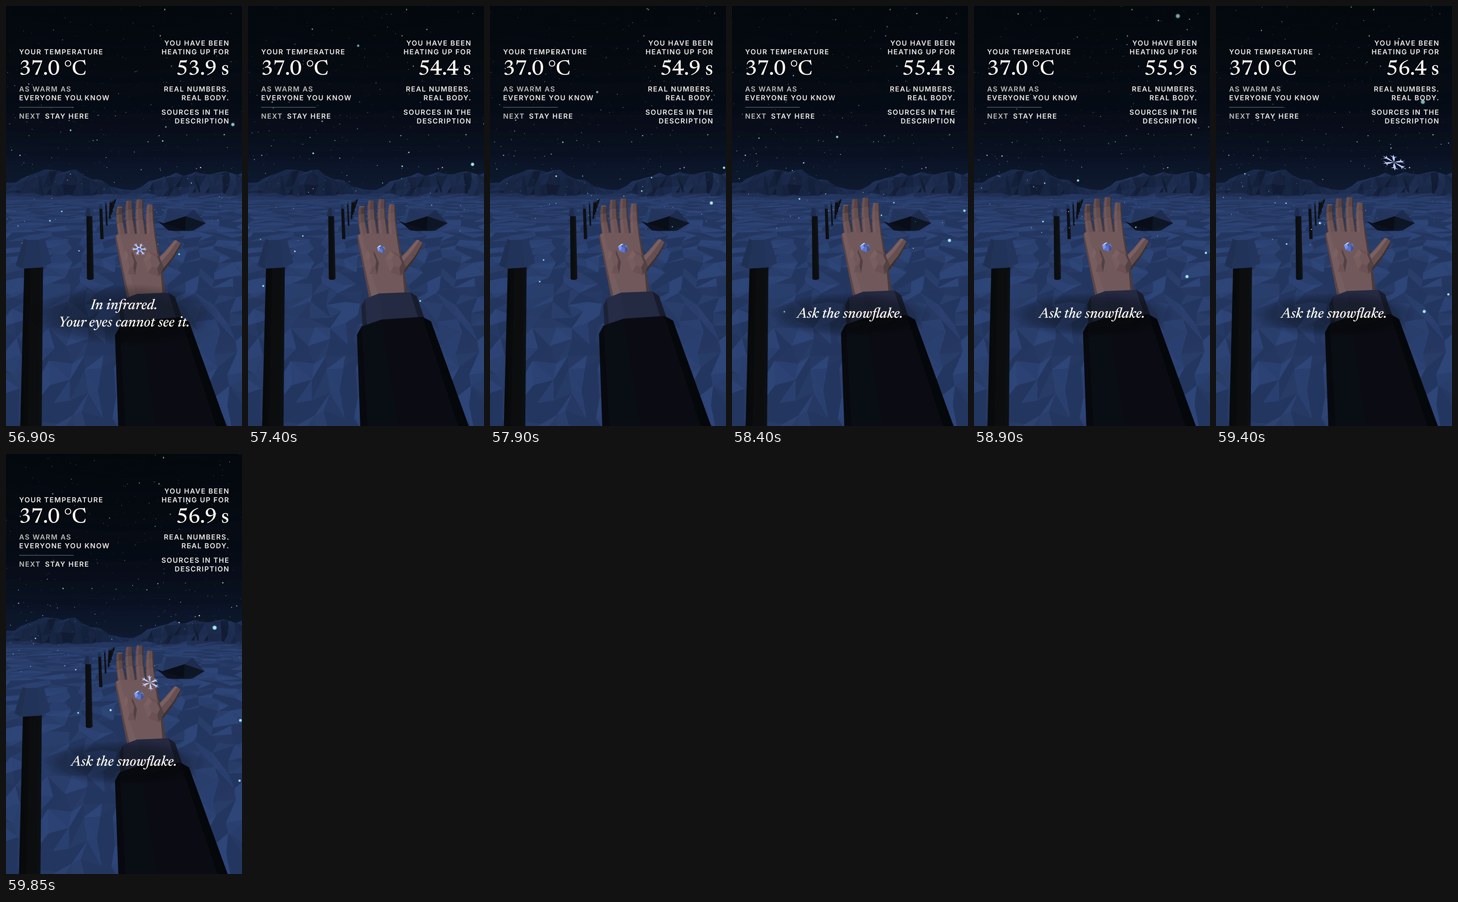 YOUR TEMPERATURE
37.0 °C
AS WARM AS
EVERYONE YOU KNOW
NEXT STAY HERE
YOU HAVE BEEN
HEATING UP FOR
53.9 s
REAL NUMBERS.
REAL BODY.
SOURCES IN THE
DESCRIPTION
In infrared.
Your eyes cannot see it.
56.90s
YOUR TEMPERATURE
37.0 °C
AS WARM AS
EVERYONE YOU KNOW
NEXT STAY HERE
YOU HAVE BEEN
HEATING UP FOR
54.4 s
REAL NUMBERS.
REAL BODY.
SOURCES IN THE
DESCRIPTION
57.40s
YOUR TEMPERATURE
37.0 °C
AS WARM AS
EVERYONE YOU KNOW
NEXT STAY HERE
YOU HAVE BEEN
HEATING UP FOR
54.9 s
REAL NUMBERS.
REAL BODY.
SOURCES IN THE
DESCRIPTION
57.90s
YOUR TEMPERATURE
37.0 °C
AS WARM AS
EVERYONE YOU KNOW
NEXT STAY HERE
YOU HAVE BEEN
HEATING UP FOR
55.4 s
REAL NUMBERS.
REAL BODY.
SOURCES IN THE
DESCRIPTION
Ask the snowflake.
58.40s
YOUR TEMPERATURE
37.0 °C
AS WARM AS
EVERYONE YOU KNOW
NEXT STAY HERE
YOU HAVE BEEN
HEATING UP FOR
55.9 s
REAL NUMBERS.
REAL BODY.
SOURCES IN THE
DESCRIPTION
Ask the snowflake.
58.90s
YOUR TEMPERATURE
37.0 °C
AS WARM AS
EVERYONE YOU KNOW
NEXT STAY HERE
YOU HAVE BEEN
HEATING UP FOR
56.4 s
REAL NUMBERS.
REAL BODY.
SOURCES IN THE
DESCRIPTION
Ask the snowflake.
59.40s
YOUR TEMPERATURE
37.0 °C
AS WARM AS
EVERYONE YOU KNOW
NEXT STAY HERE
YOU HAVE BEEN
HEATING UP FOR
56.9 s
REAL NUMBERS.
REAL BODY.
SOURCES IN THE
DESCRIPTION
Ask the snowflake.
59.85s